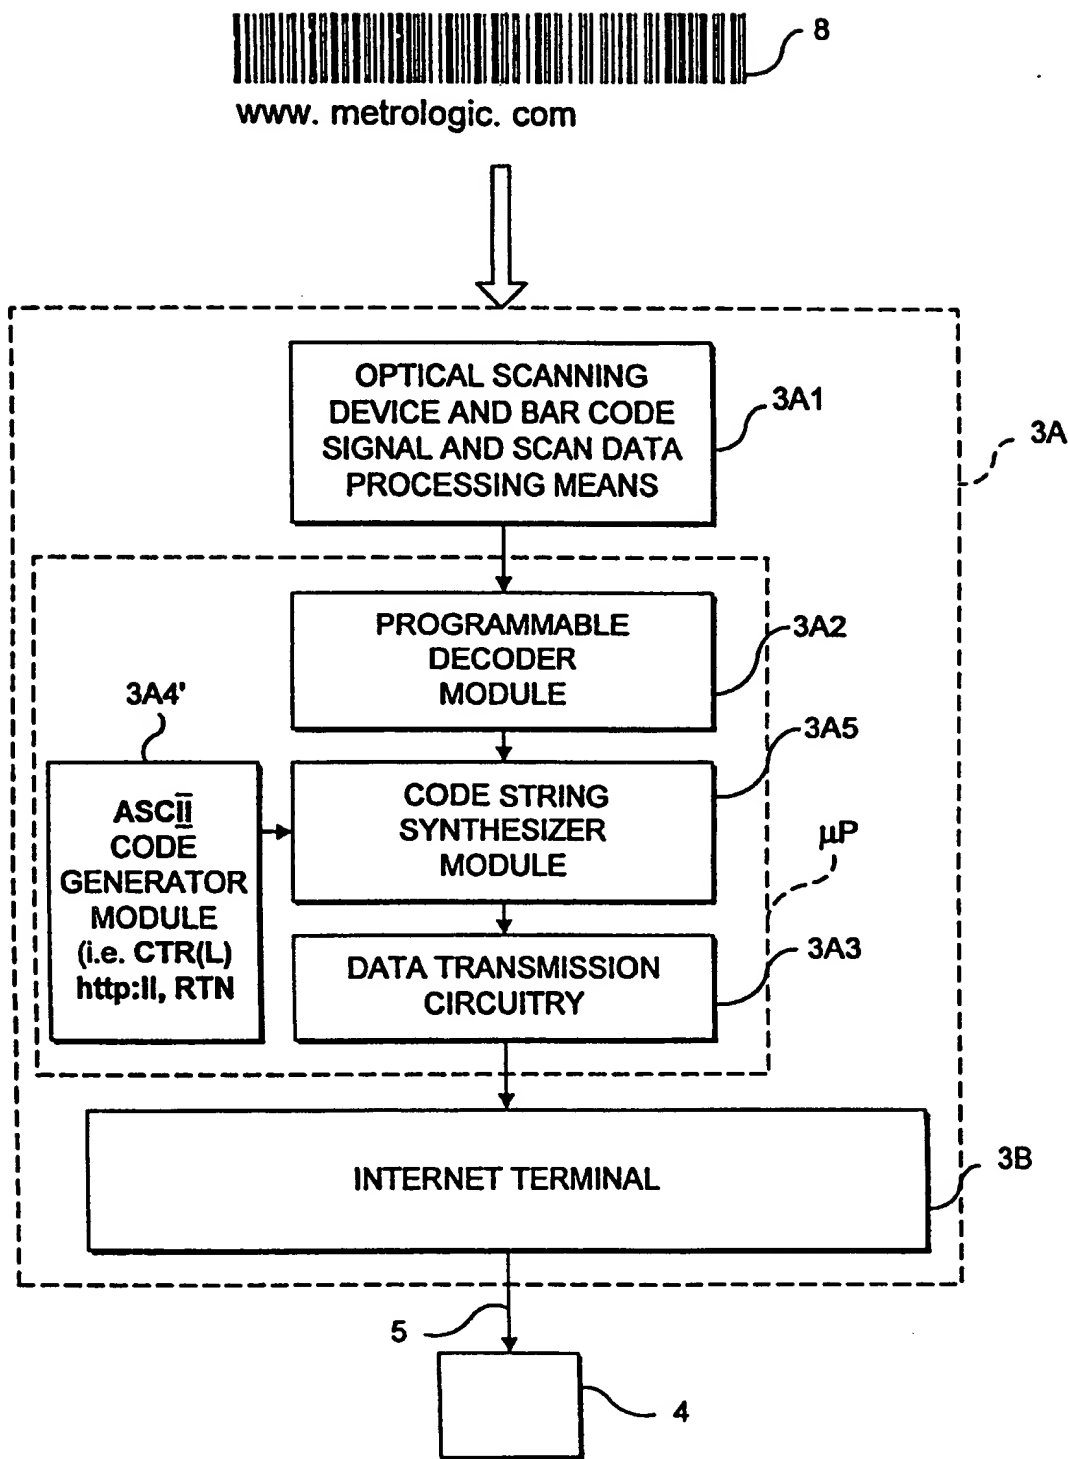 8
www. metrologic. com
OPTICAL SCANNING
DEVICE AND BAR CODE
SIGNAL AND SCAN DATA
PROCESSING MEANS
3A1
3A
PROGRAMMABLE
DECODER
MODULE
3A2
3A4'
ASCII
CODE
GENERATOR
MODULE
(i.e. CTR(L)
http:II, RTN
CODE STRING
SYNTHESIZER
MODULE
3A5
μP
DATA TRANSMISSION
CIRCUITRY
3A3
INTERNET TERMINAL
3B
5
4